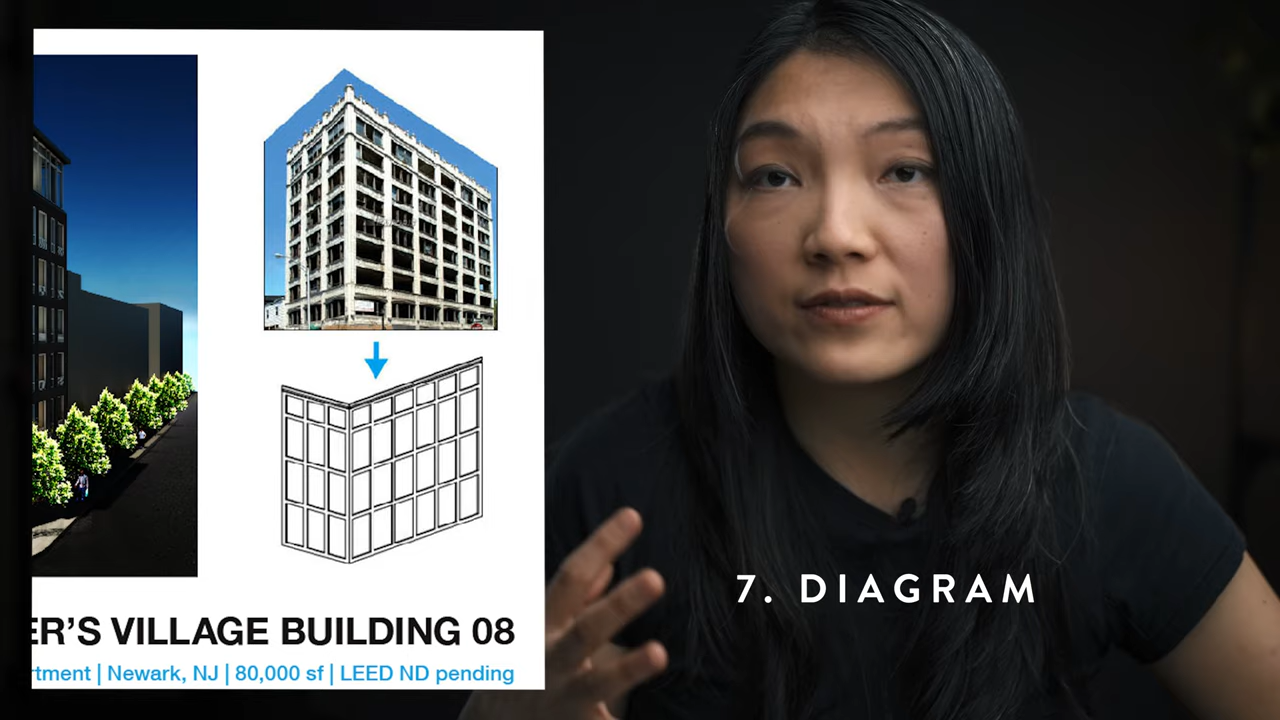 ER'S VILLAGE BUILDING 08
rtment | Newark, NJ | 80,000 sf | LEED ND pending
7. DIAGRAM